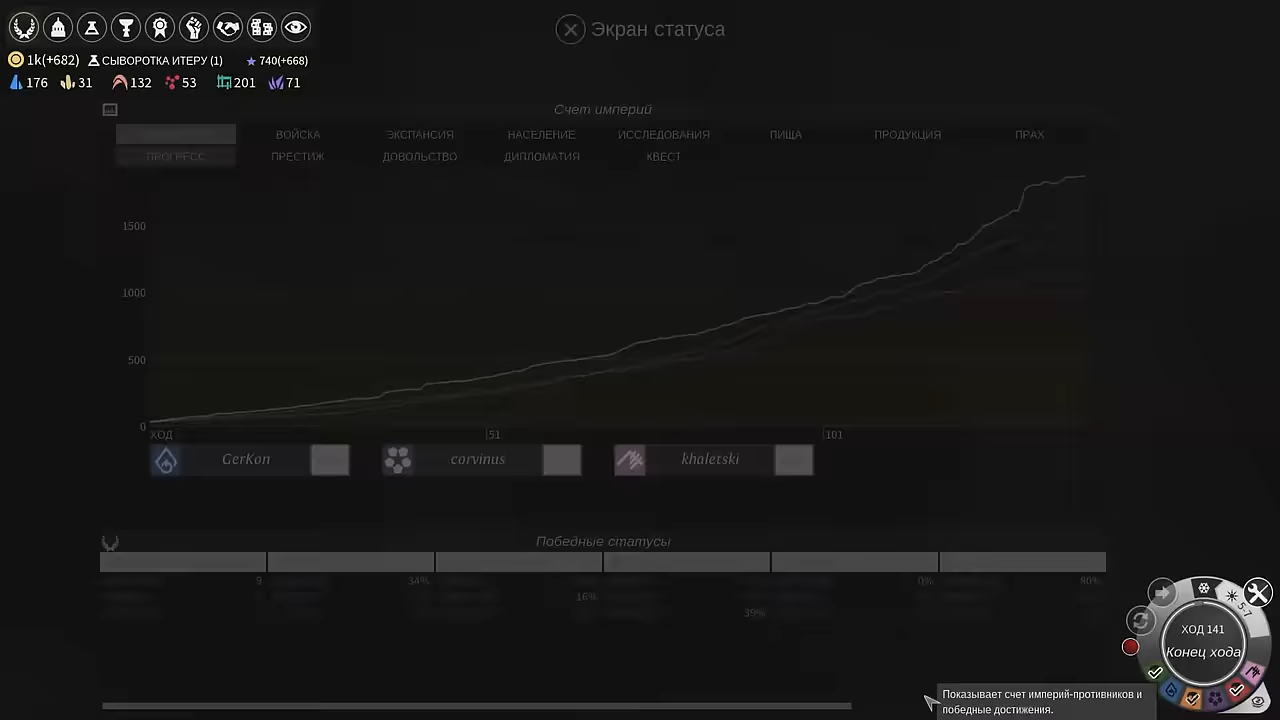 Экран статуса
1k(+682) СЫВОРОТКА ИТЕРУ (1) 740(+668)
176 31 132 53 201 71
Счет империй
ВОЙСКА ЭКСПАНСИЯ НАСЕЛЕНИЕ ИССЛЕДОВАНИЯ ПИЩА ПРОДУКЦИЯ ПРАХ
ПРОГРЕСС ПРЕСТИЖ ДОВОЛЬСТВО ДИПЛОМАТИЯ КВЕСТ
1500
1000
500
0
ХОД 51 101
GerKon corvinus khaletski
Победные статусы
9 34% 0% 80%
16%
39%
5-7
ХОД 141
Конец хода
Показывает счет империй-противников и
победные достижения.